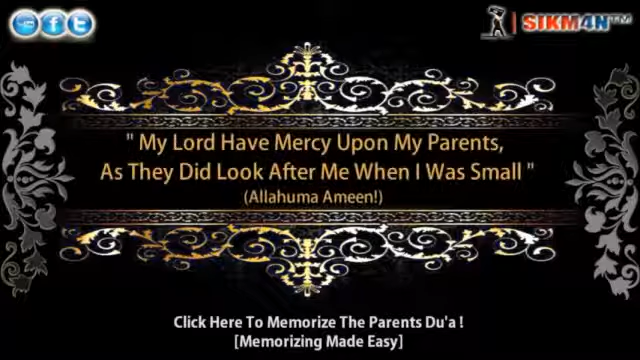 SIKM4N™
" My Lord Have Mercy Upon My Parents,
As They Did Look After Me When I Was Small "
(Allahuma Ameen!)
Click Here To Memorize The Parents Du'a !
[Memorizing Made Easy]